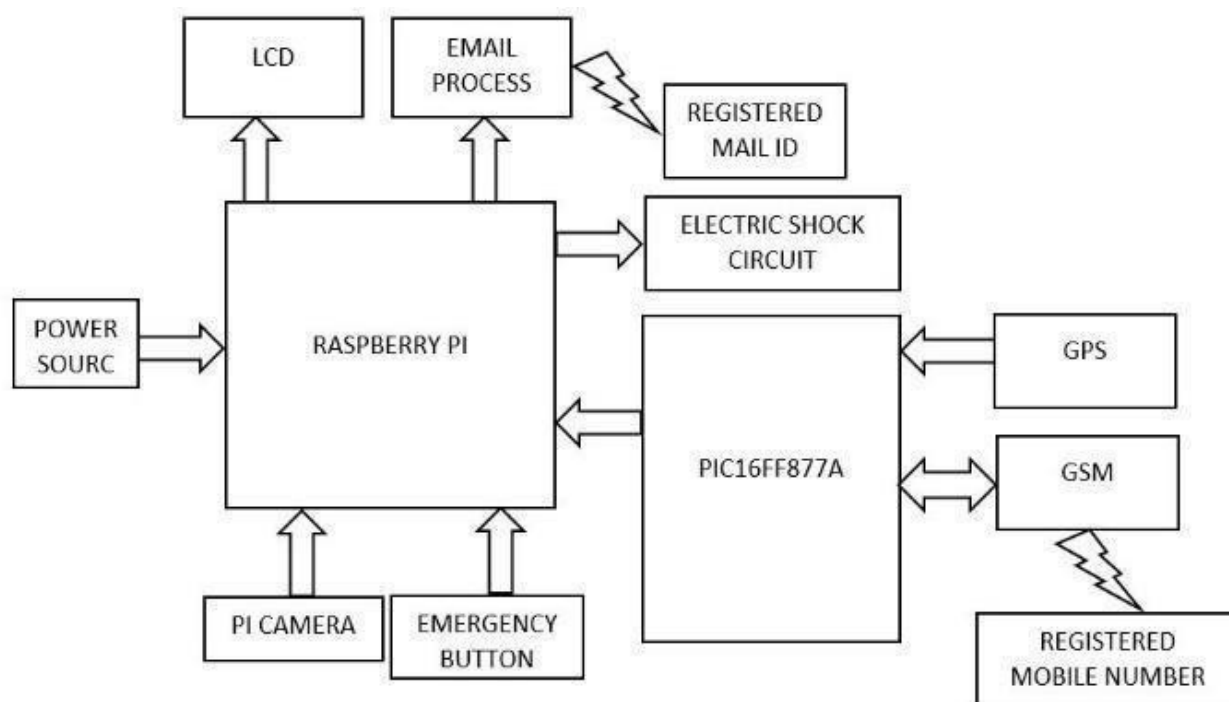 LCD
EMAIL
PROCESS
REGISTERED
MAIL ID
ELECTRIC SHOCK
CIRCUIT
POWER
SOURC
RASPBERRY PI
GPS
PIC16FF877A
GSM
PI CAMERA
EMERGENCY
BUTTON
REGISTERED
MOBILE NUMBER